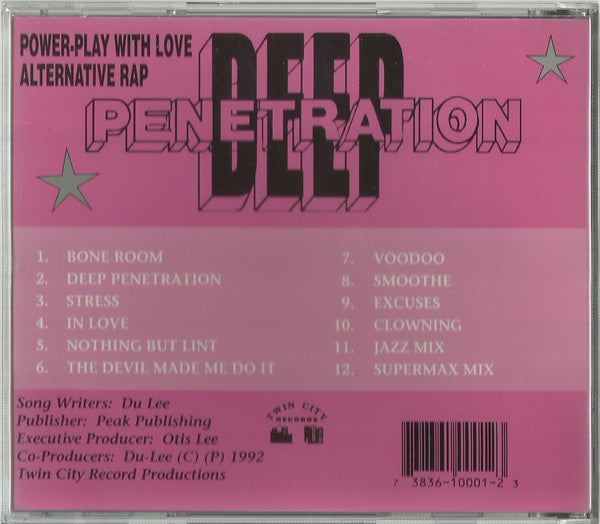 POWER-PLAY WITH LOVE
ALTERNATIVE RAP
DEEP
PENETRATION
1. BONE ROOM
2. DEEP PENETRATION
3. STRESS
4. IN LOVE
5. NOTHING BUT LINT
6. THE DEVIL MADE ME DO IT
7. VOODOO
8. SMOOTHE
9. EXCUSES
10. CLOWNING
11. JAZZ MIX
12. SUPERMAX MIX
Song Writers: Du Lee
Publisher: Peak Publishing
Executive Producer: Otis Lee
Co-Producers: Du-Lee (C) (P) 1992
Twin City Record Productions
TWIN CITY
RECORDS
7 3836-10001-2 3